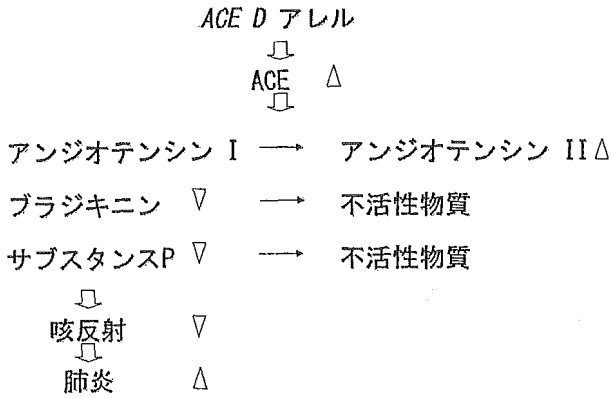 ACE D アレル
⇩
ACE △
⇩
アンジオテンシン I → アンジオテンシン II△
ブラジキニン ▽ → 不活性物質
サブスタンスP ▽ → 不活性物質
⇩
咳反射 ▽
⇩
肺炎 △